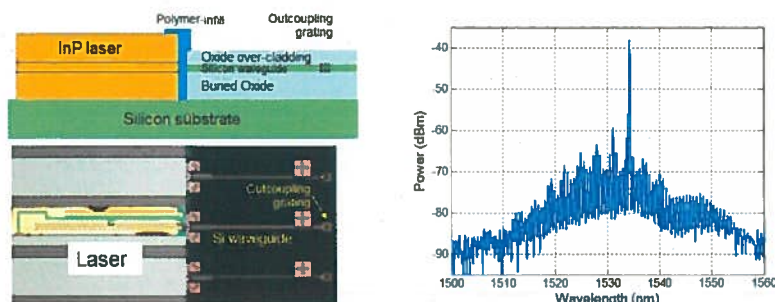 Polymer-infil
Outcoupling
grating
InP laser
Oxide over-cladding
Silicon waveguide
Buried Oxide
Silicon substrate
Outcoupling
grating
Si waveguide
Laser
-40
-50
-60
-70
-80
-90
Power (dBm)
1500 1510 1520 1530 1540 1550 1560
Wavelength (nm)